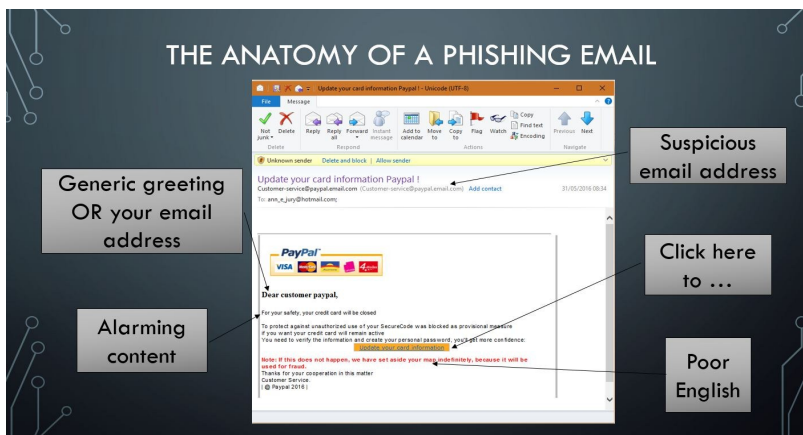 THE ANATOMY OF A PHISHING EMAIL
Update your card information Paypal ! - Unicode (UTF-8)
File Message
Not junk
Delete
Reply
Reply all
Forward
Instant message
Add to calendar
Move to
Copy to
Flag
Watch
Copy
Find text
Encoding
Previous
Next
Delete
Respond
Actions
Navigate
Unknown sender Delete and block | Allow sender
Update your card information Paypal !
Customer-service@paypal.email.com (Customer-service@paypal.email.com) Add contact 31/05/2016 08:34
To: ann_e_jury@hotmail.com;
PayPal
VISA
Dear customer paypal,
For your safety, your credit card will be closed
To protect against unauthorized use of your SecureCode was blocked as provisional measure
If you want your credit card will remain active
You need to verify the information and create your personal password, you'll get more confidence:
Update your card information
Note: If this does not happen, we have set aside your map indefinitely, because it will be
used for fraud.
Thanks for your cooperation in this matter
Customer Service.
| @ Paypal 2016 |
Generic greeting
OR your email
address
Alarming
content
Suspicious
email address
Click here
to ...
Poor
English